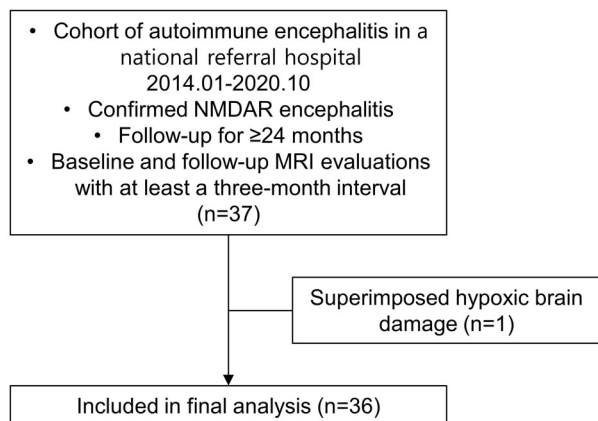 • Cohort of autoimmune encephalitis in a
national referral hospital
2014.01-2020.10
• Confirmed NMDAR encephalitis
• Follow-up for ≥24 months
• Baseline and follow-up MRI evaluations
with at least a three-month interval
(n=37)
Superimposed hypoxic brain
damage (n=1)
Included in final analysis (n=36)